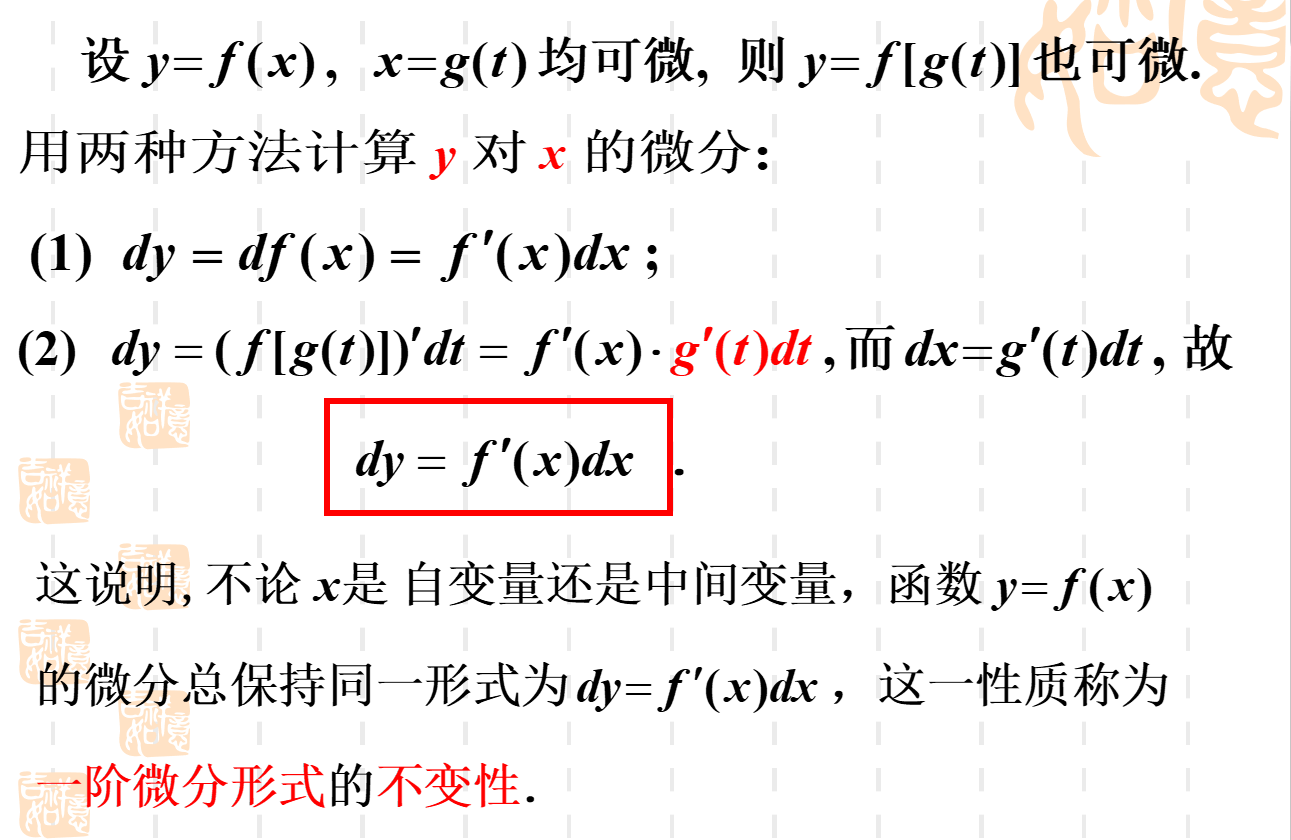 设 y= f (x) ,  x=g(t) 均可微, 则 y= f [g(t)] 也可微.
用两种方法计算 y 对 x 的微分:
(1) dy = df (x) = f ′(x)dx ;
(2) dy = ( f [g(t)])′dt = f ′(x) · g′(t)dt , 而 dx=g′(t)dt , 故
dy = f ′(x)dx .
这说明, 不论 x是 自变量还是中间变量，函数 y= f (x)
的微分总保持同一形式为dy= f ′(x)dx ，这一性质称为
一阶微分形式的不变性.